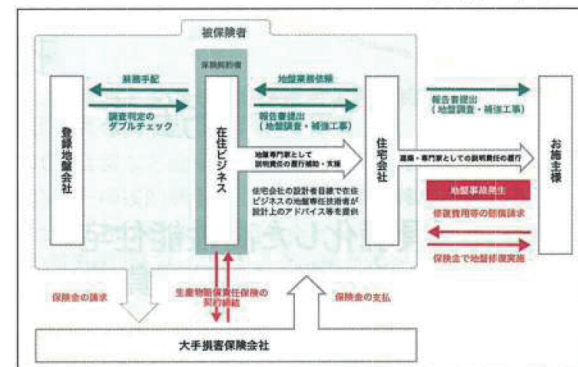 被保険者
保険契約者
業務手配
地盤業務依頼
調査判定の
ダブルチェック
報告書提出
(地盤調査・補強工事)
報告書提出
(地盤調査・補強工事)
登録地盤会社
在住ビジネス
住宅会社
お施主様
地盤専門家として
説明責任の履行補助・支援
建築・専門家としての説明責任の履行
住宅会社の設計者目線で在住
ビジネスの地盤専任技術者が
設計上のアドバイス等を提供
地盤事故発生
修復費用等の賠償請求
保険金で地盤修復実施
保険金の請求
生産物賠償責任保険の
契約締結
保険金の支払
大手損害保険会社